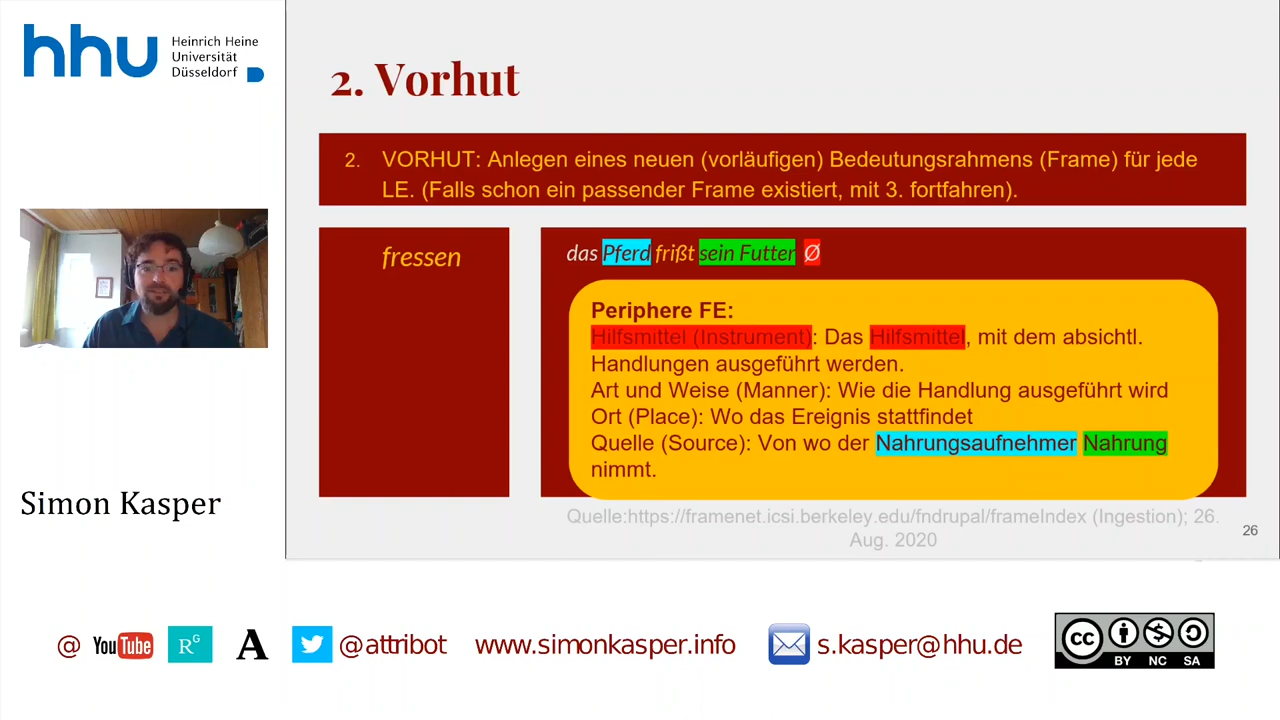 hhu Heinrich Heine
Universität
Düsseldorf
2. Vorhut
2. VORHUT: Anlegen eines neuen (vorläufigen) Bedeutungsrahmens (Frame) für jede
LE. (Falls schon ein passender Frame existiert, mit 3. fortfahren).
fressen
das Pferd frißt sein Futter Ø
Periphere FE:
Hilfsmittel (Instrument): Das Hilfsmittel, mit dem absichtl.
Handlungen ausgeführt werden.
Art und Weise (Manner): Wie die Handlung ausgeführt wird
Ort (Place): Wo das Ereignis stattfindet
Quelle (Source): Von wo der Nahrungsaufnehmer Nahrung
nimmt.
Simon Kasper
Quelle:https://framenet.icsi.berkeley.edu/fndrupal/frameIndex (Ingestion); 26.
Aug. 2020
26
@ YouTube RG A @attribot www.simonkasper.info s.kasper@hhu.de
cc BY NC SA